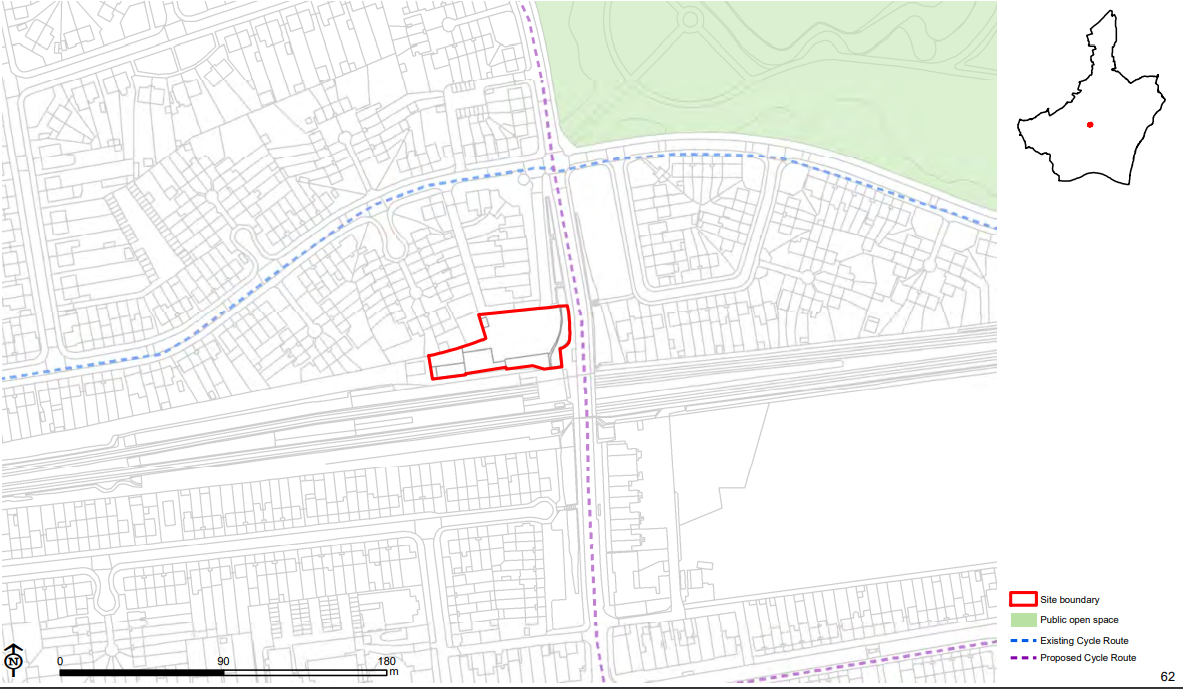 Site boundary
Public open space
Existing Cycle Route
Proposed Cycle Route
N
0 90 180
m
62